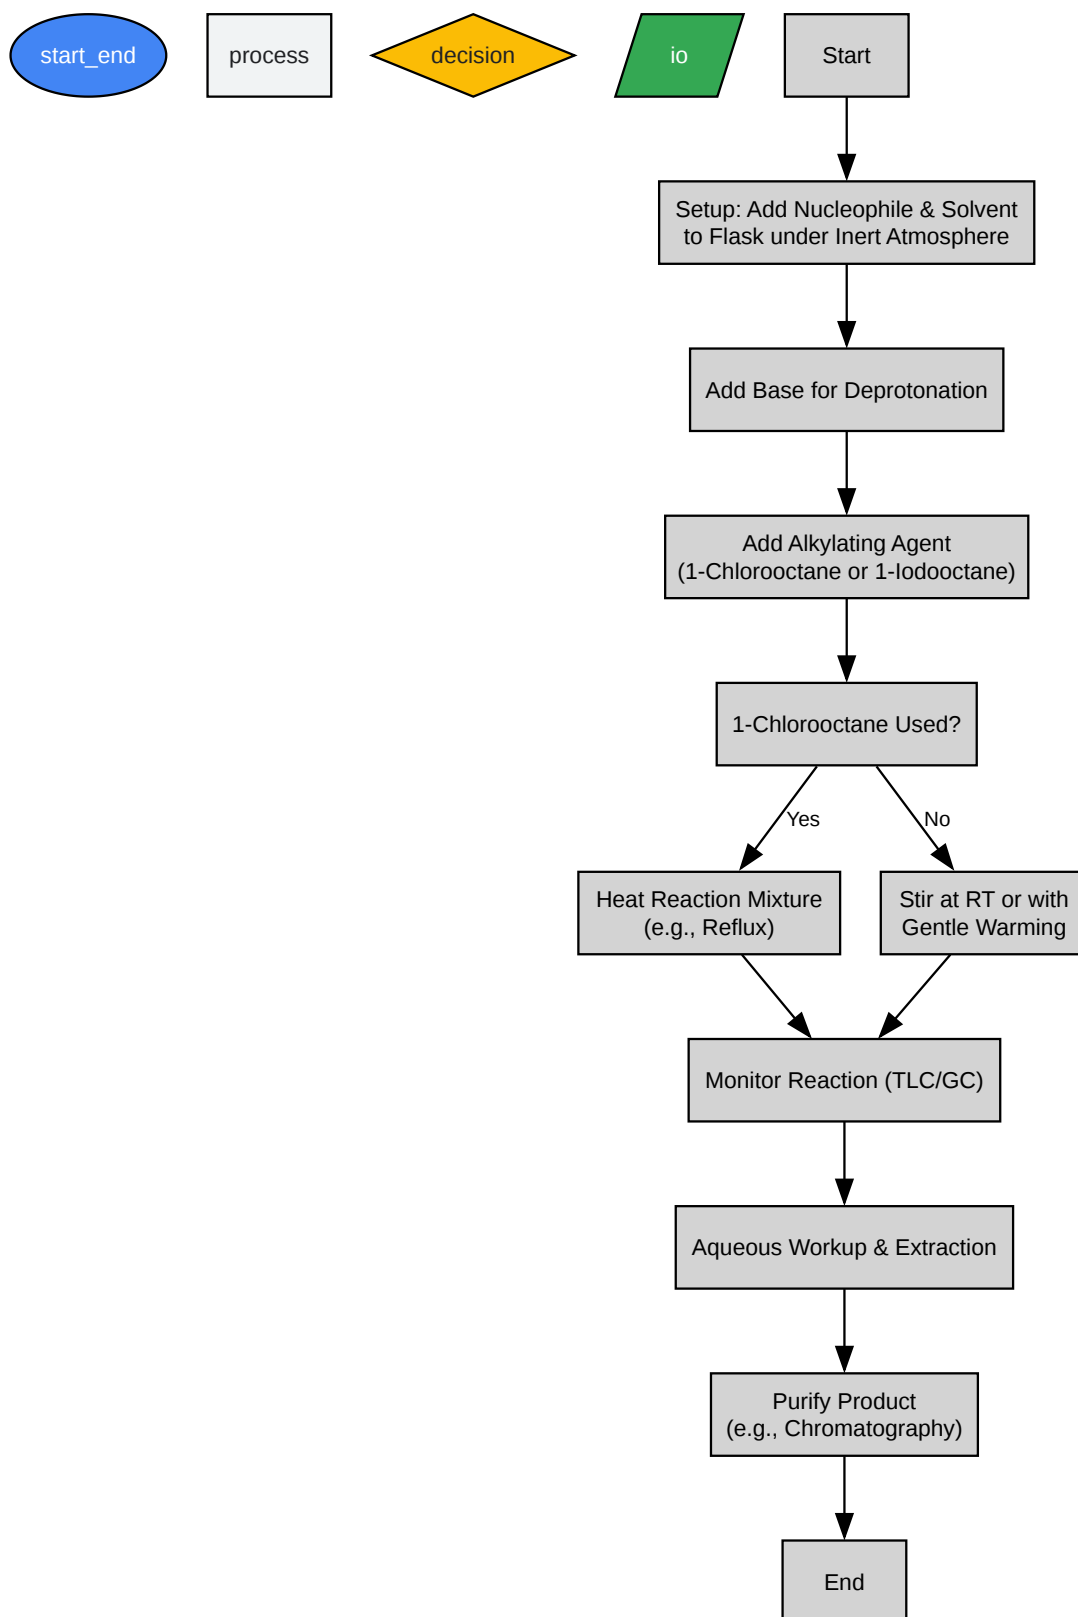 start_end
process
decision
io
Start
Setup: Add Nucleophile & Solvent
to Flask under Inert Atmosphere
Add Base for Deprotonation
Add Alkylating Agent
(1-Chlorooctane or 1-Iodooctane)
1-Chlorooctane Used?
Yes
No
Heat Reaction Mixture
(e.g., Reflux)
Stir at RT or with
Gentle Warming
Monitor Reaction (TLC/GC)
Aqueous Workup & Extraction
Purify Product
(e.g., Chromatography)
End